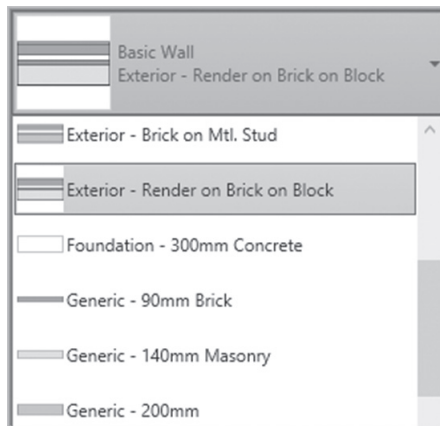 Basic Wall
Exterior - Render on Brick on Block
Exterior - Brick on Mtl. Stud
Exterior - Render on Brick on Block
Foundation - 300mm Concrete
Generic - 90mm Brick
Generic - 140mm Masonry
Generic - 200mm